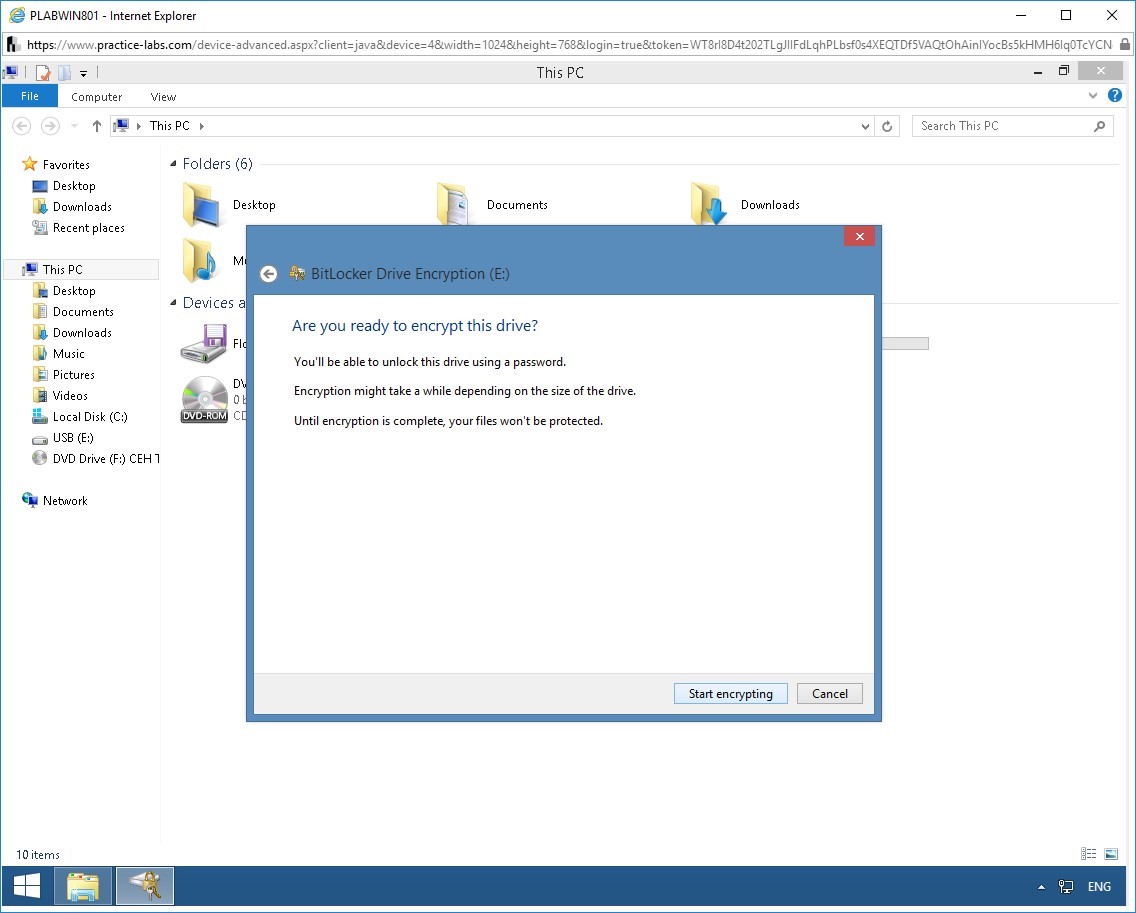 PLABWIN801 - Internet Explorer
https://www.practice-labs.com/device-advanced.aspx?client=java&device=4&width=1024&height=768&login=true&
This PC
File Computer View
This PC
Search This PC
Favorites
Desktop
Downloads
Recent places
This PC
Desktop
Documents
Downloads
Music
Pictures
Videos
Local Disk (C:)
USB (E:)
DVD Drive (F:) CEH T
Network
Folders (6)
Desktop Documents Downloads
Mu
Devices a
Flo
DV
0 b
CD
DVD-ROM
BitLocker Drive Encryption (E:)
Are you ready to encrypt this drive?
You'll be able to unlock this drive using a password.
Encryption might take a while depending on the size of the drive.
Until encryption is complete, your files won't be protected.
Start encrypting Cancel
10 items
ENG